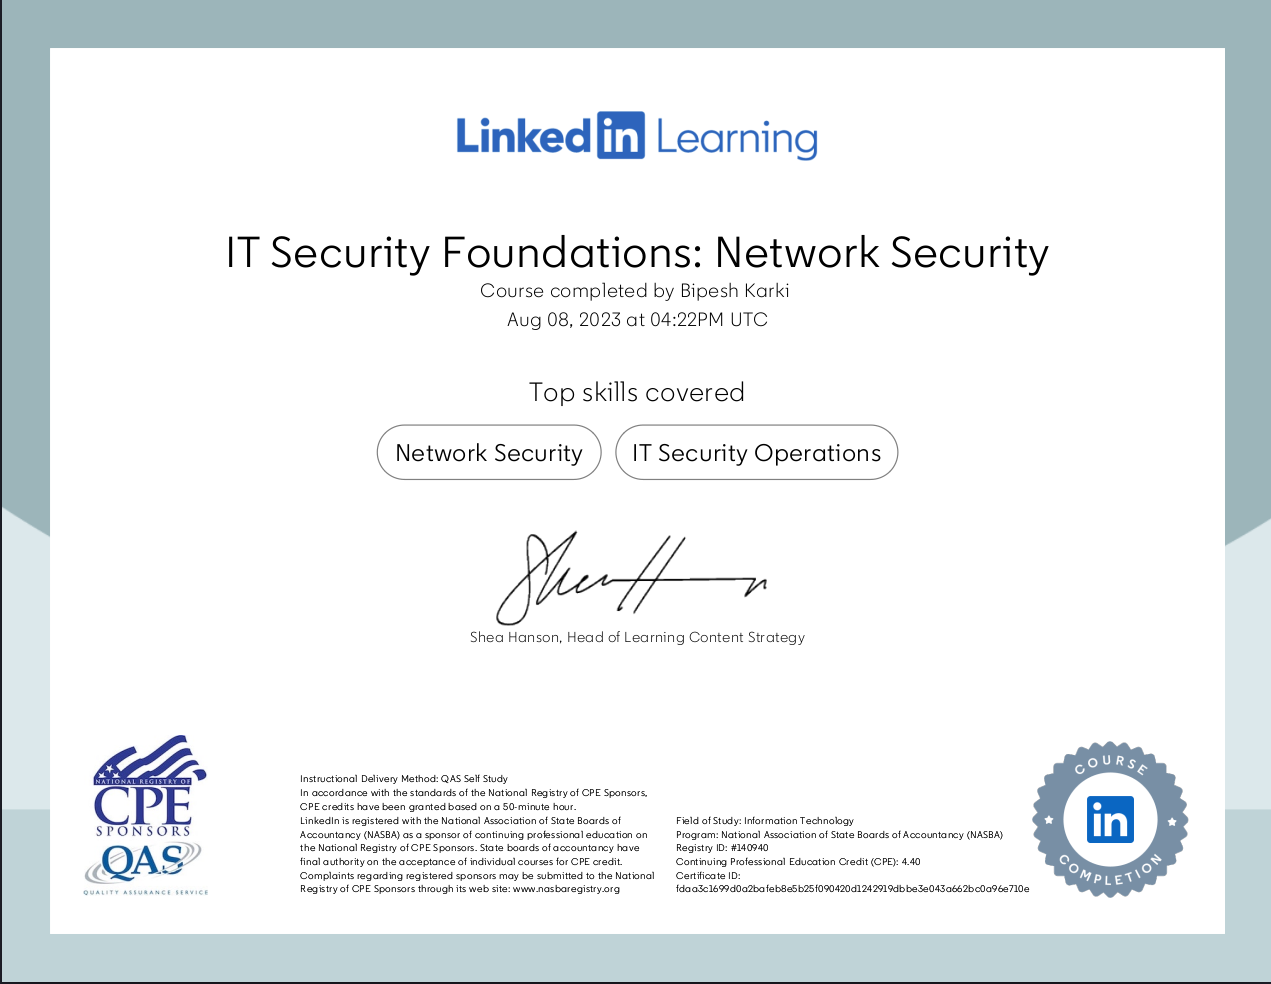 Linked in Learning
IT Security Foundations: Network Security
Course completed by Bipesh Karki
Aug 08, 2023 at 04:22PM UTC
Top skills covered
Network Security
IT Security Operations
Shea Hanson, Head of Learning Content Strategy
NATIONAL REGISTRY OF
CPE
SPONSORS
QAS
QUALITY ASSURANCE SERVICE
Instructional Delivery Method: QAS Self Study
In accordance with the standards of the National Registry of CPE Sponsors,
CPE credits have been granted based on a 50-minute hour.
LinkedIn is registered with the National Association of State Boards of
Accountancy (NASBA) as a sponsor of continuing professional education on
the National Registry of CPE Sponsors. State boards of accountancy have
final authority on the acceptance of individual courses for CPE credit.
Complaints regarding registered sponsors may be submitted to the National
Registry of CPE Sponsors through its web site: www.nasbaregistry.org
Field of Study: Information Technology
Program: National Association of State Boards of Accountancy (NASBA)
Registry ID: #140940
Continuing Professional Education Credit (CPE): 4.40
Certificate ID:
fdaa3c1699d0a2bafeb8e5b25f090420d1242919dbbe3e043a662bc0a96e710e
COURSE
in
COMPLETION